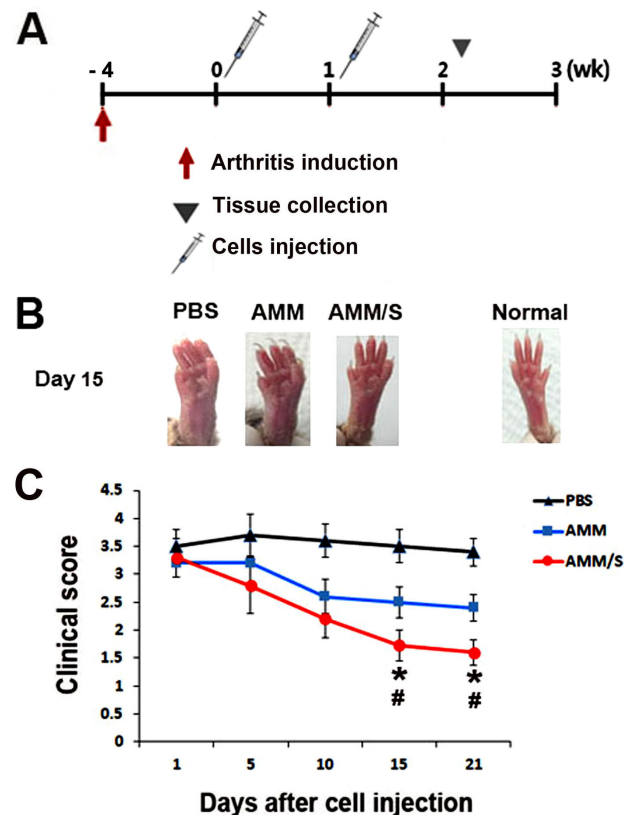 A
- 4 0 1 2 3 (wk)
Arthritis induction
Tissue collection
Cells injection
B
PBS AMM AMM/S Normal
Day 15
C
4.5
4
3.5
3
2.5
2
1.5
1
0.5
0
Clinical score
PBS
AMM
AMM/S
* *
# #
1 5 10 15 21
Days after cell injection